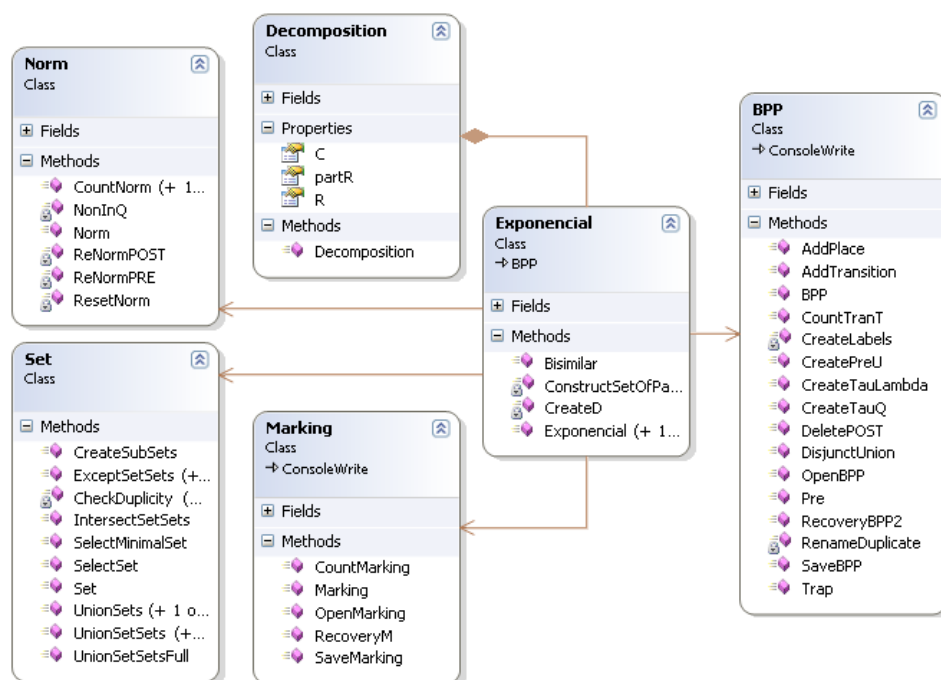 Norm
Class
Fields
Methods
CountNorm (+ 1...
NonInQ
Norm
ReNormPOST
ReNormPRE
ResetNorm
Decomposition
Class
Fields
Properties
C
partR
R
Methods
Decomposition
Exponencial
Class
BPP
Fields
Methods
Bisimilar
ConstructSetOfPa...
CreateD
Exponencial (+ 1...
BPP
Class
ConsoleWrite
Fields
Methods
AddPlace
AddTransition
BPP
CountTranT
CreateLabels
CreatePreU
CreateTauLambda
CreateTauQ
DeletePOST
DisjunctUnion
OpenBPP
Pre
RecoveryBPP2
RenameDuplicate
SaveBPP
Trap
Set
Class
Methods
CreateSubSets
ExceptSetSets (+...
CheckDuplicity (...
IntersectSetSets
SelectMinimalSet
SelectSet
Set
UnionSets (+ 1 o...
UnionSetSets (+...
UnionSetSetsFull
Marking
Class
ConsoleWrite
Fields
Methods
CountMarking
Marking
OpenMarking
RecoveryM
SaveMarking